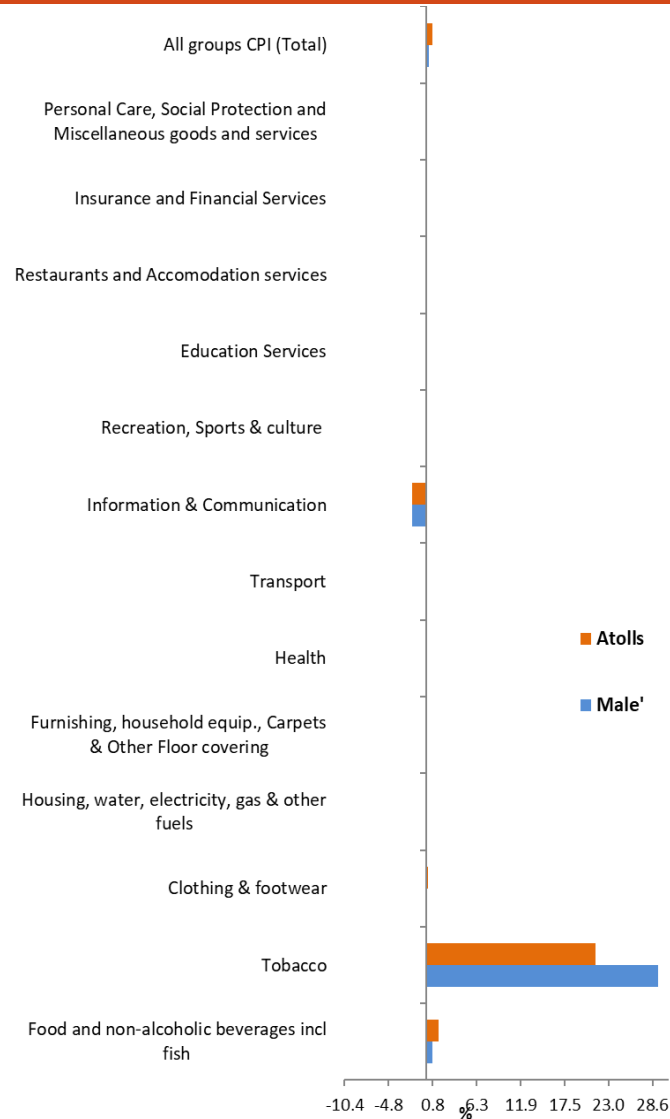 All groups CPI (Total)
Personal Care, Social Protection and
Miscellaneous goods and services
Insurance and Financial Services
Restaurants and Accomodation services
Education Services
Recreation, Sports & culture
Information & Communication
Transport
Health
Furnishing, household equip., Carpets
& Other Floor covering
Housing, water, electricity, gas & other
fuels
Clothing & footwear
Tobacco
Food and non-alcoholic beverages incl
fish
Atolls
Male'
-10.4 -4.8 0.8 6.3 11.9 17.5 23.0 28.6
%